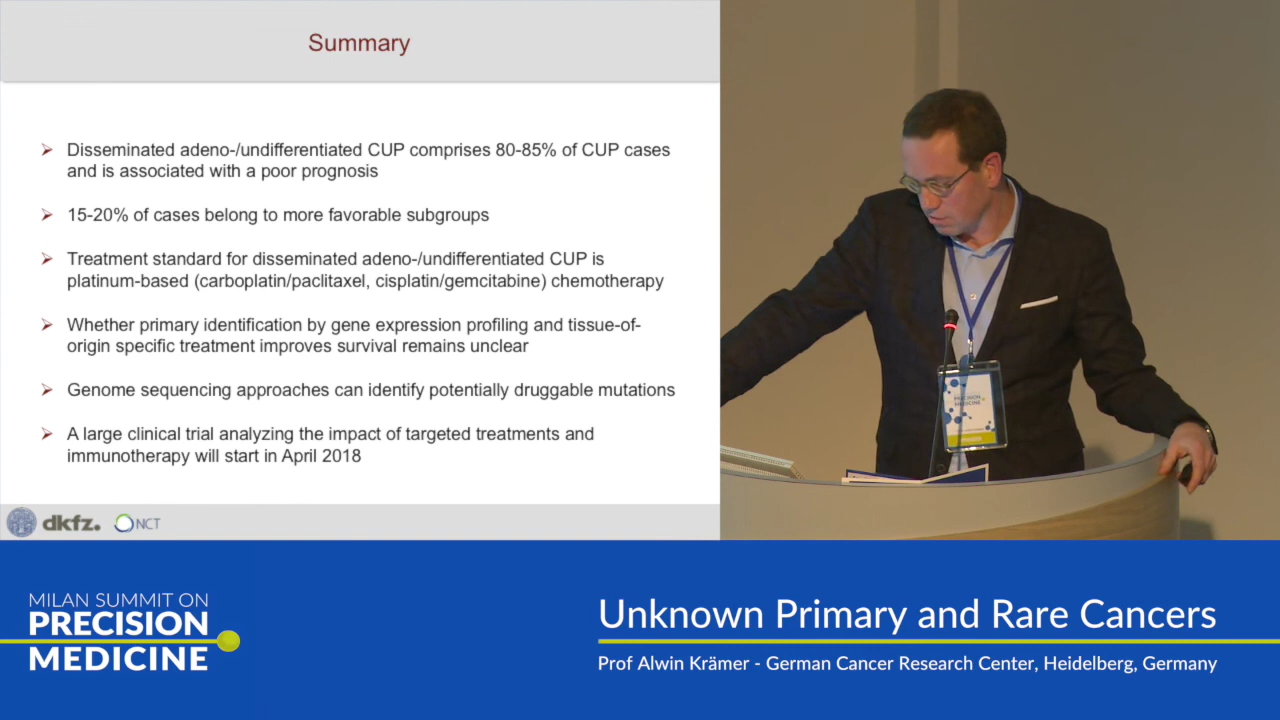 Summary
Disseminated adeno-/undifferentiated CUP comprises 80-85% of CUP cases
and is associated with a poor prognosis
15-20% of cases belong to more favorable subgroups
Treatment standard for disseminated adeno-/undifferentiated CUP is
platinum-based (carboplatin/paclitaxel, cisplatin/gemcitabine) chemotherapy
Whether primary identification by gene expression profiling and tissue-of-
origin specific treatment improves survival remains unclear
Genome sequencing approaches can identify potentially druggable mutations
A large clinical trial analyzing the impact of targeted treatments and
immunotherapy will start in April 2018
dkfz.
NCT
PRECISION
MEDICINE
MILAN SUMMIT ON
PRECISION
MEDICINE
Unknown Primary and Rare Cancers
Prof Alwin Krämer - German Cancer Research Center, Heidelberg, Germany